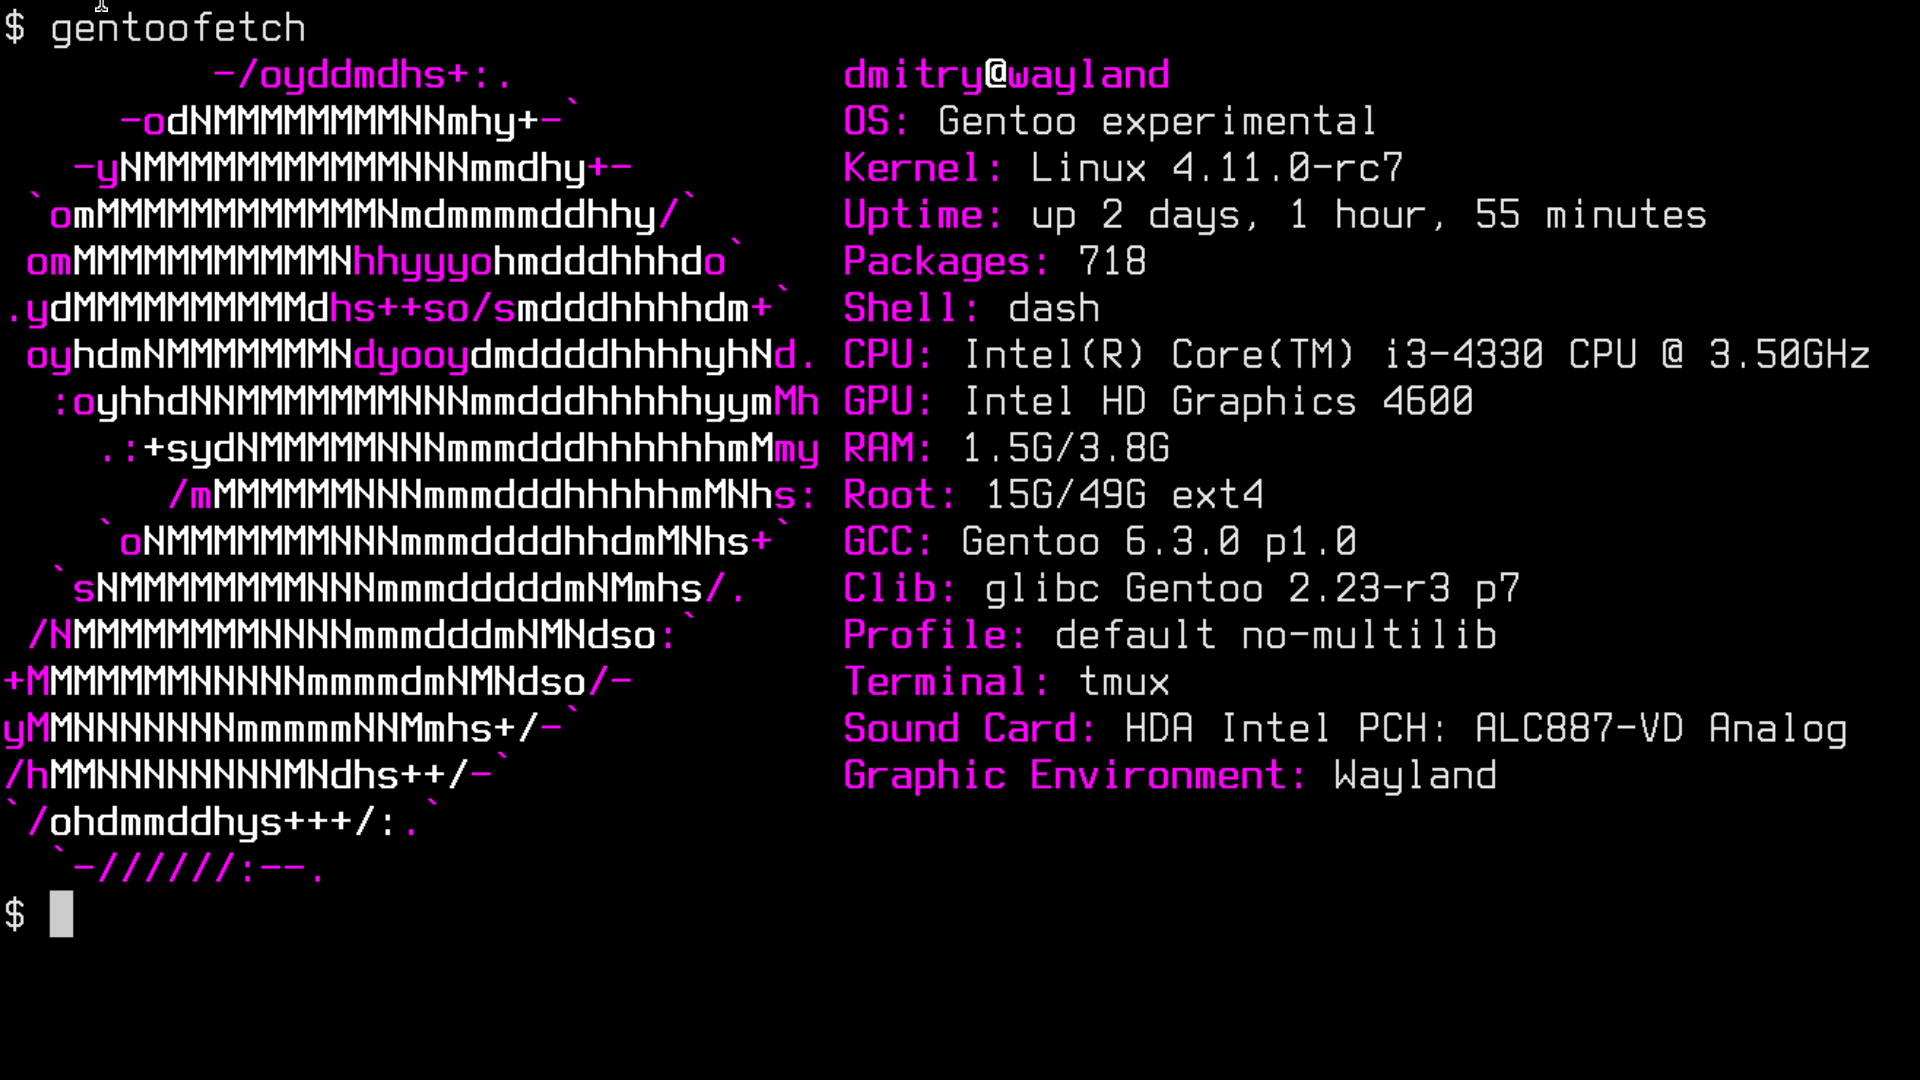 $ gentoofetch
         -/oyddmdhs+:.              dmitry@wayland
     -odNMMMMMMMMNNmhy+-`           OS: Gentoo experimental
   -yNMMMMMMMMMMMNNNmmdhy+-         Kernel: Linux 4.11.0-rc7
 `omMMMMMMMMMMMMNmdmmmmddhhy/`      Uptime: up 2 days, 1 hour, 55 minutes
 omMMMMMMMMMMMNhhyyyohmdddhhhdo`    Packages: 718
.ydMMMMMMMMMMdhs++so/smdddhhhhdm+`  Shell: dash
 oyhdmNMMMMMMMNdyooydmddddhhhhyhNd. CPU: Intel(R) Core(TM) i3-4330 CPU @ 3.50GHz
  :oyhhdNNMMMMMMMNNNmmdddhhhhhyymMh GPU: Intel HD Graphics 4600
    .:+sydNMMMMMNNNmmmdddhhhhhhmMmy RAM: 1.5G/3.8G
       /mMMMMMMNNNmmmdddhhhhhmMNhs: Root: 15G/49G ext4
    `oNMMMMMMMNNNmmmddddhhdmMNhs+`  GCC: Gentoo 6.3.0 p1.0
  `sNMMMMMMMMNNNmmmdddddmNMmhs/.    Clib: glibc Gentoo 2.23-r3 p7
 /NMMMMMMMMNNNNmmmdddmNMNdso:`      Profile: default no-multilib
+MMMMMMMNNNNNmmmmdmNMNdso/-         Terminal: tmux
yMMNNNNNNNmmmmmNNMmhs+/-`           Sound Card: HDA Intel PCH: ALC887-VD Analog
/hMMNNNNNNNNMNdhs++/-`              Graphic Environment: Wayland
`/ohdmmddhys+++/:.`
  `-//////:--.
$